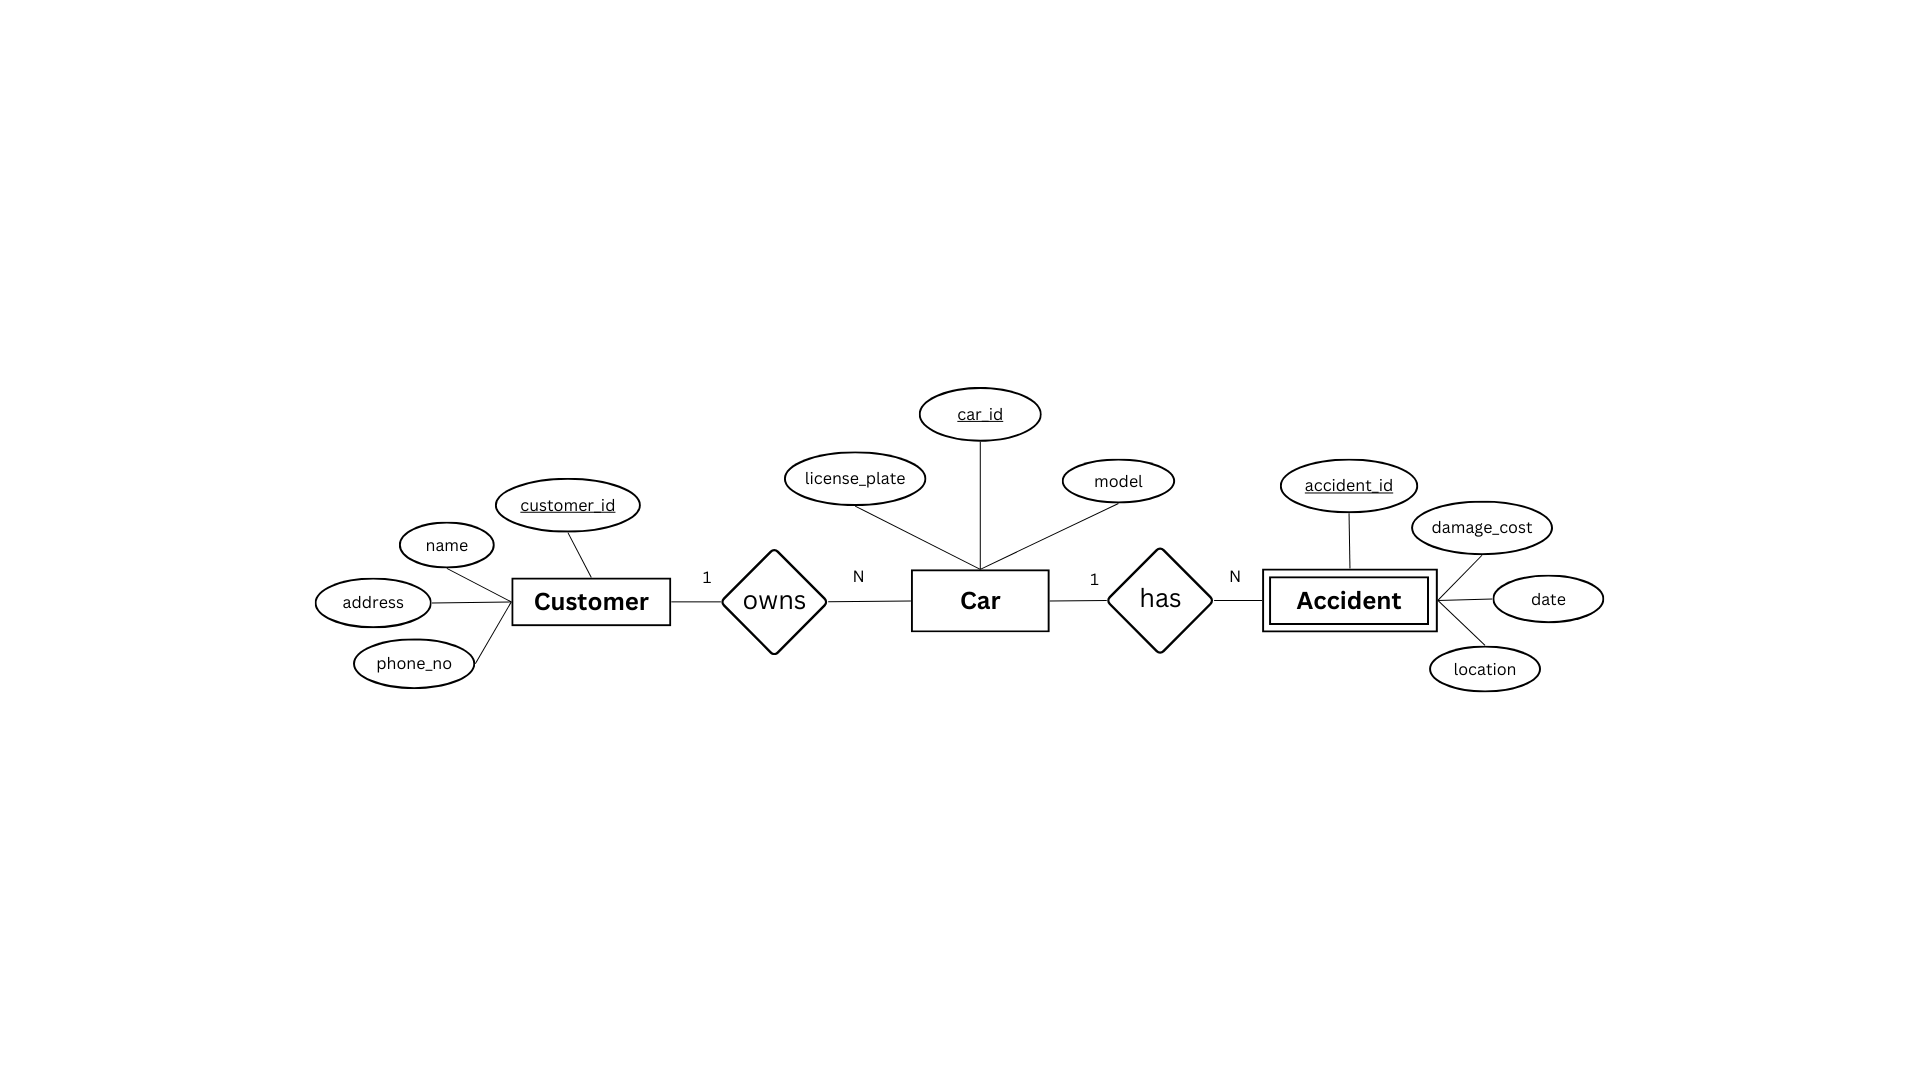 car_id
license_plate
model
accident_id
customer_id
damage_cost
name
address
phone_no
Customer
1
owns
N
Car
1
has
N
Accident
date
location